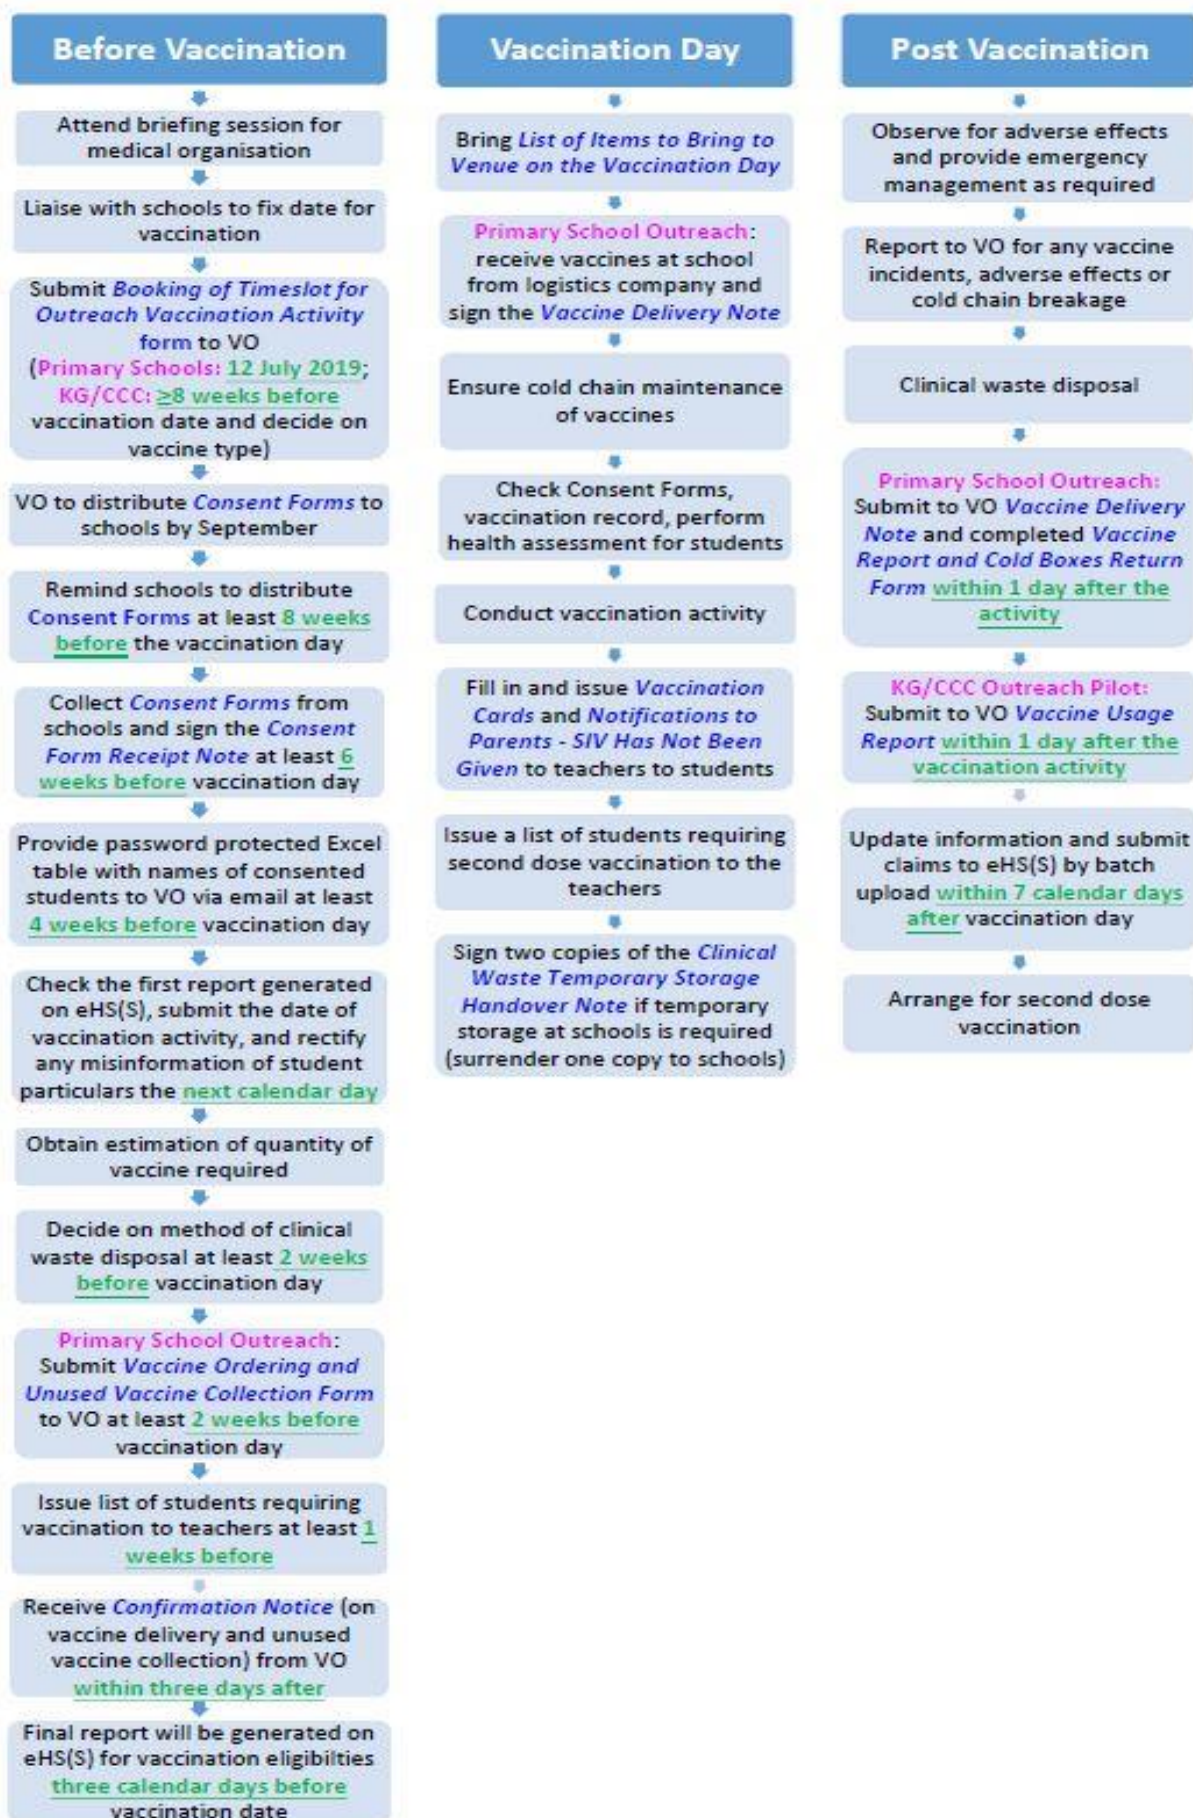 Before Vaccination
Attend briefing session for
medical organisation
Liaise with schools to fix date for
vaccination
Submit Booking of Timeslot for
Outreach Vaccination Activity
form to VO
(Primary Schools: 12 July 2019;
KG/CCC: ≥8 weeks before
vaccination date and decide on
vaccine type)
VO to distribute Consent Forms to
schools by September
Remind schools to distribute
Consent Forms at least 8 weeks
before the vaccination day
Collect Consent Forms from
schools and sign the Consent
Form Receipt Note at least 6
weeks before vaccination day
Provide password protected Excel
table with names of consented
students to VO via email at least
4 weeks before vaccination day
Check the first report generated
on eHS(S), submit the date of
vaccination activity, and rectify
any misinformation of student
particulars the next calendar day
Obtain estimation of quantity of
vaccine required
Decide on method of clinical
waste disposal at least 2 weeks
before vaccination day
Primary School Outreach:
Submit Vaccine Ordering and
Unused Vaccine Collection Form
to VO at least 2 weeks before
vaccination day
Issue list of students requiring
vaccination to teachers at least 1
weeks before
Receive Confirmation Notice (on
vaccine delivery and unused
vaccine collection) from VO
within three days after
Final report will be generated on
eHS(S) for vaccination eligibilties
three calendar days before
vaccination date
Vaccination Day
Bring List of Items to Bring to
Venue on the Vaccination Day
Primary School Outreach:
receive vaccines at school
from logistics company and
sign the Vaccine Delivery Note
Ensure cold chain maintenance
of vaccines
Check Consent Forms,
vaccination record, perform
health assessment for students
Conduct vaccination activity
Fill in and issue Vaccination
Cards and Notifications to
Parents - SIV Has Not Been
Given to teachers to students
Issue a list of students requiring
second dose vaccination to the
teachers
Sign two copies of the Clinical
Waste Temporary Storage
Handover Note if temporary
storage at schools is required
(surrender one copy to schools)
Post Vaccination
Observe for adverse effects
and provide emergency
management as required
Report to VO for any vaccine
incidents, adverse effects or
cold chain breakage
Clinical waste disposal
Primary School Outreach:
Submit to VO Vaccine Delivery
Note and completed Vaccine
Report and Cold Boxes Return
Form within 1 day after the
activity
KG/CCC Outreach Pilot:
Submit to VO Vaccine Usage
Report within 1 day after the
vaccination activity
Update information and submit
claims to eHS(S) by batch
upload within 7 calendar days
after vaccination day
Arrange for second dose
vaccination